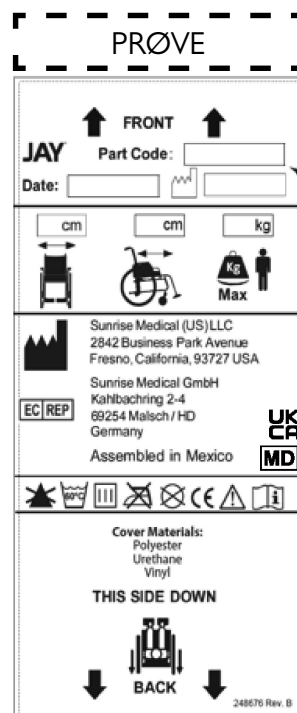 PRØVE
FRONT
JAY
Part Code:
Date:
cm
cm
kg
Kg
Max
Sunrise Medical (US)LLC
2842 Business Park Avenue
Fresno, California, 93727 USA
Sunrise Medical GmbH
Kahlbachring 2-4
EC REP
69254 Malsch / HD
Germany
UK
CA
Assembled in Mexico
MD
60°C
CE
i
Cover Materials:
Polyester
Urethane
Vinyl
THIS SIDE DOWN
BACK
248676 Rev. B